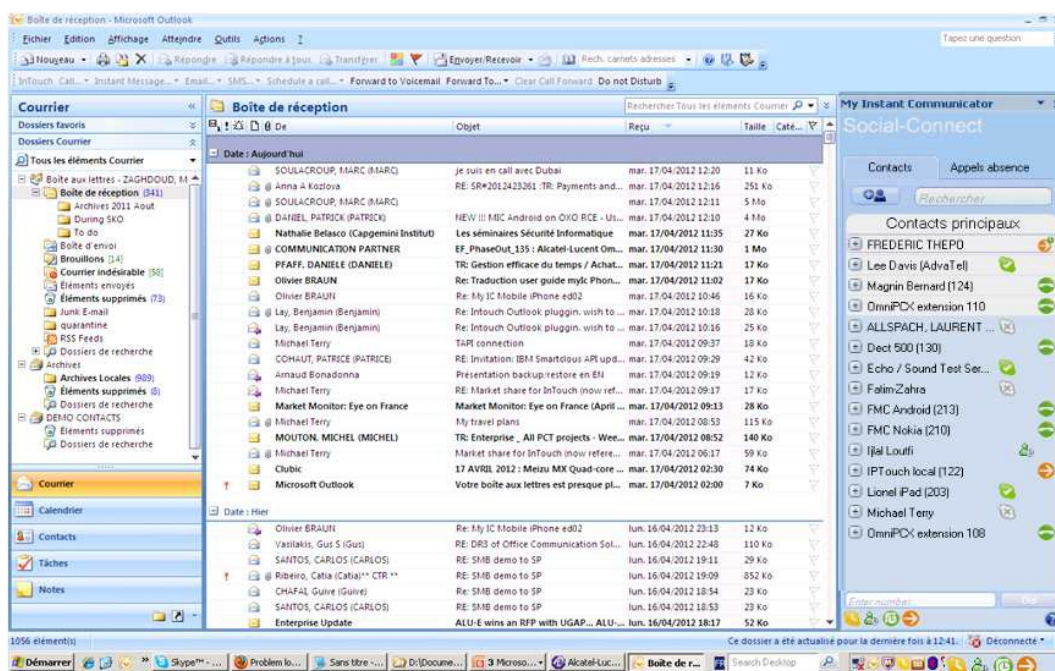 Boîte de réception - Microsoft Outlook
Fichier Edition Affichage Atteindre Outils Actions ?
Tapez une question
Nouveau Répondre Répondre à tous Transférer Envoyer/Recevoir Rech. carnets adresses
InTouch Call... Instant Message... Email... SMS... Schedule a call... Forward to Voicemail Forward To... Clear Call Forward Do not Disturb
Courrier «
Dossiers favoris
Dossiers Courrier
Tous les éléments Courrier
Boîte aux lettres - ZAGHDOUD, M
Boîte de réception (341)
Archives 2011 Aout
During SKO
To do
Boîte d'envoi
Brouillons [14]
Courrier indésirable [58]
Éléments envoyés
Éléments supprimés (73)
Junk E-mail
quarantine
RSS Feeds
Dossiers de recherche
Archives
Archives Locales (989)
Éléments supprimés (8)
Dossiers de recherche
DEMO CONTACTS
Éléments supprimés
Dossiers de recherche
Courrier
Calendrier
Contacts
Tâches
Notes
Boîte de réception
Rechercher Tous les éléments Courrier
De Objet Reçu Taille Caté...
Date : Aujourd'hui
SOULACROUP, MARC (MARC) je suis en call avec Dubai mar. 17/04/2012 12:20 11 Ko
Anna A Kozlova RE: SR#2012423261 :TR: Payments and... mar. 17/04/2012 12:16 251 Ko
SOULACROUP, MARC (MARC) mar. 17/04/2012 12:11 5 Mo
DANIEL, PATRICK (PATRICK) NEW !!! MIC Android on OXO RCE - Us... mar. 17/04/2012 12:10 4 Mo
Nathalie Belasco (Capgemini Institut) Les séminaires Sécurité Informatique mar. 17/04/2012 11:35 27 Ko
COMMUNICATION PARTNER EF_PhaseOut_135 : Alcatel-Lucent Om... mar. 17/04/2012 11:30 1 Mo
PFAFF, DANIELE (DANIELE) TR: Gestion efficace du temps / Achat... mar. 17/04/2012 11:21 17 Ko
Olivier BRAUN Re: Traduction user guide myIc Phon... mar. 17/04/2012 11:02 17 Ko
Olivier BRAUN Re: My IC Mobile iPhone ed02 mar. 17/04/2012 10:46 16 Ko
Lay, Benjamin (Benjamin) Re: Intouch Outlook pluggin. wish to ... mar. 17/04/2012 10:18 28 Ko
Lay, Benjamin (Benjamin) Re: Intouch Outlook pluggin. wish to ... mar. 17/04/2012 10:16 25 Ko
Michael Terry TAPI connection mar. 17/04/2012 09:37 18 Ko
COHAUT, PATRICE (PATRICE) RE: Invitation: IBM Smartclous API upd... mar. 17/04/2012 09:29 42 Ko
Arnaud Bonadonna Présentation backup/restore en EN mar. 17/04/2012 09:19 12 Ko
Michael Terry RE: Market share for InTouch (now ref... mar. 17/04/2012 09:17 17 Ko
Market Monitor: Eye on France Market Monitor: Eye on France (April ... mar. 17/04/2012 09:13 28 Ko
Michael Terry My travel plans mar. 17/04/2012 08:53 115 Ko
MOUTON, MICHEL (MICHEL) TR: Enterprise _ All PCT projects - Wee... mar. 17/04/2012 08:52 140 Ko
Michael Terry Market share for InTouch (now refere... mar. 17/04/2012 06:17 59 Ko
Clubic 17 AVRIL 2012 : Meizu MX Quad-core ... mar. 17/04/2012 02:30 74 Ko
Microsoft Outlook Votre boîte aux lettres est presque pl... mar. 17/04/2012 02:00 7 Ko
Date : Hier
Olivier BRAUN Re: My IC Mobile iPhone ed02 lun. 16/04/2012 23:13 12 Ko
Vasilakis, Gus S (Gus) RE: DR3 of Office Communication Sol... lun. 16/04/2012 22:48 110 Ko
SANTOS, CARLOS (CARLOS) RE: SMB demo to SP lun. 16/04/2012 19:11 29 Ko
Ribeiro, Catia (Catia)** CTR ** RE: SMB demo to SP lun. 16/04/2012 19:09 852 Ko
CHAFAI, Guive (Guive) Re: SMB demo to SP lun. 16/04/2012 18:54 23 Ko
SANTOS, CARLOS (CARLOS) RE: SMB demo to SP lun. 16/04/2012 18:53 23 Ko
Enterprise Update ALU-E wins an RFP with UGAP... ALU-... lun. 16/04/2012 18:17 52 Ko
My Instant Communicator
Social-Connect
Contacts Appels absence
Rechercher
Contacts principaux
FREDERIC THEPO
Lee Davis (AdvaTel)
Magnin Bernard (124)
OmniPCX extension 110
ALLSPACH, LAURENT ...
Dect 500 (130)
Echo / Sound Test Ser...
Fatim-Zahra
FMC Android (213)
FMC Nokia (210)
Ijlal Loutfi
IPTouch local (122)
Lionel iPad (203)
Michael Terry
OmniPCX extension 108
Enter number
1056 élément(s)
Ce dossier a été actualisé pour la dernière fois à 12:41. Déconnecté
Démarrer » Skype™ - ... Problem lo... Sans titre -... D:\Docume... 3 Microso... Alcatel-Luc... Boîte de r... Search Desktop